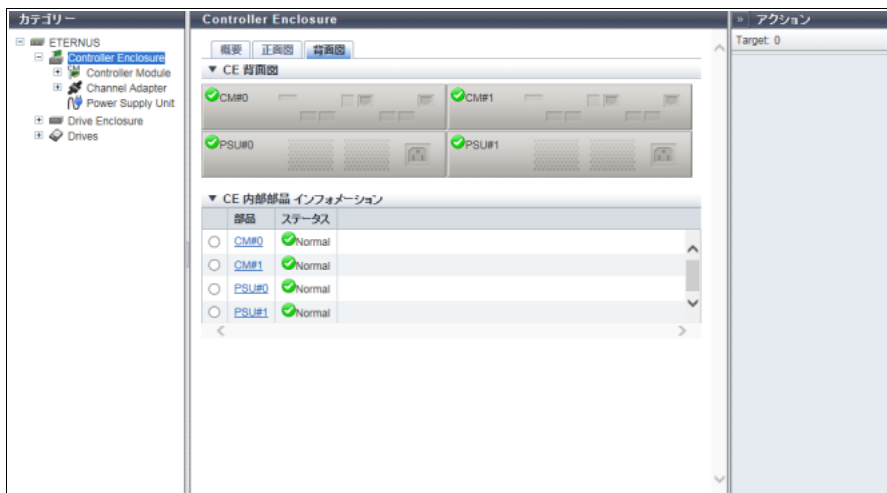 カテゴリー
ETERNUS
Controller Enclosure
Controller Module
Channel Adapter
Power Supply Unit
Drive Enclosure
Drives
Controller Enclosure
概要 正面図 背面図
▼ CE 背面図
CM#0
CM#1
PSU#0
PSU#1
▼ CE 内部部品 インフォメーション
部品 ステータス
CM#0 Normal
CM#1 Normal
PSU#0 Normal
PSU#1 Normal
» アクション
Target: 0